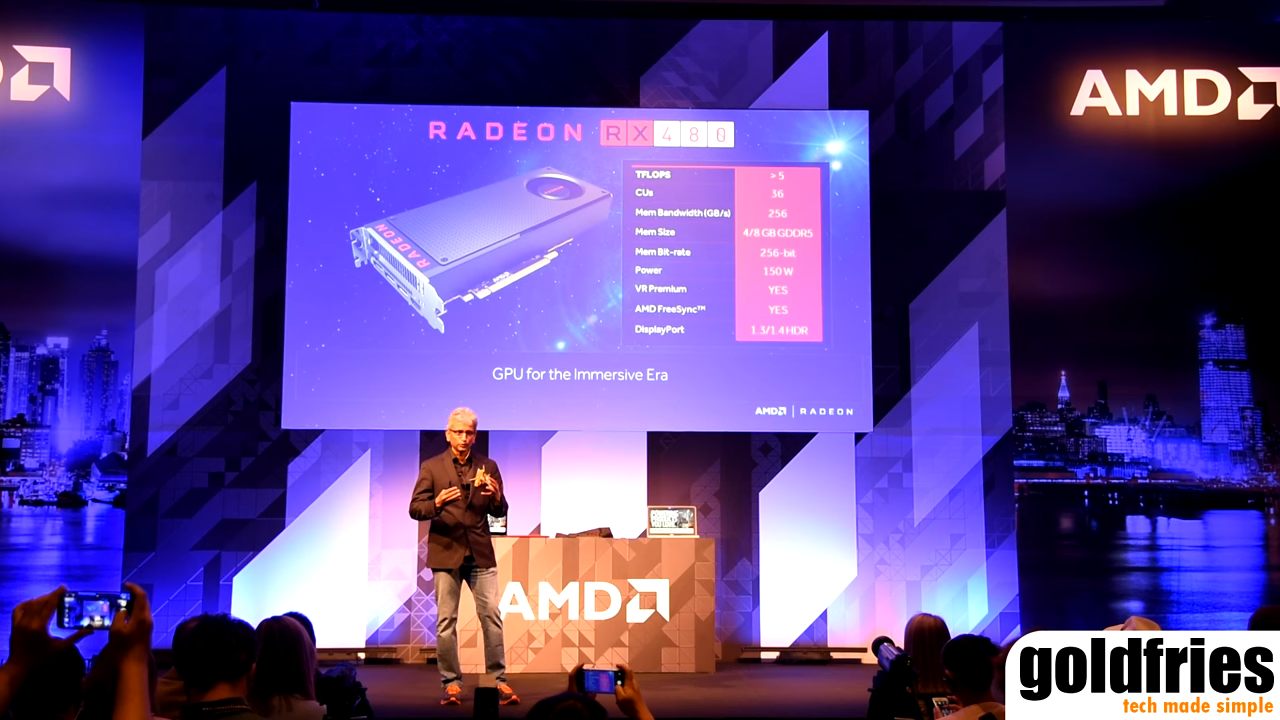 AMD
RADEON RX 480
TFLOPS > 5
CUs 36
Mem Bandwidth (GB/s) 256
Mem Size 4/8 GB GDDR5
Mem Bit-rate 256-bit
Power 150 W
VR Premium YES
AMD FreeSync™ YES
DisplayPort 1.3/1.4 HDR
RADEON
GPU for the Immersive Era
AMD | RADEON
AMD
goldfries
tech made simple